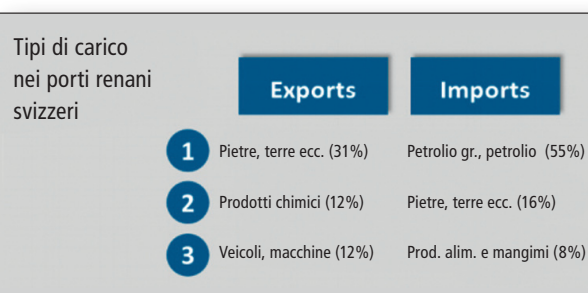 Tipi di carico
nei porti renani
svizzeri
Exports Imports
1 Pietre, terre ecc. (31%) Petrolio gr., petrolio (55%)
2 Prodotti chimici (12%) Pietre, terre ecc. (16%)
3 Veicoli, macchine (12%) Prod. alim. e mangimi (8%)